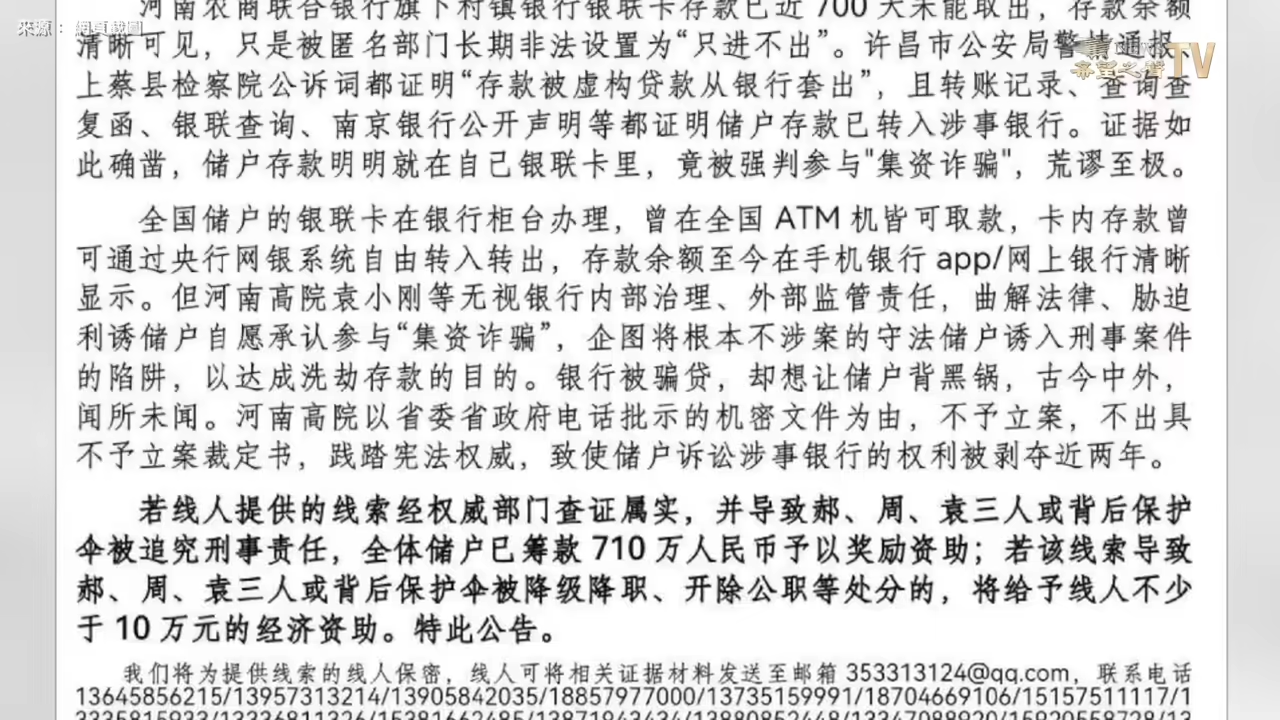 河南农商联合银行旗下村镇银行银联卡存款已近 700 天未能取出，存款余额
來源：網頁截圖
清晰可见，只是被匿名部门长期非法设置为“只进不出”。许昌市公安局警情通报、
希望之聲TV
上蔡县检察院公诉词都证明“存款被虚构贷款从银行套出”，且转账记录、查询查
复函、银联查询、南京银行公开声明等都证明储户存款已转入涉事银行。证据如
此确凿，储户存款明明就在自己银联卡里，竟被强判参与"集资诈骗"，荒谬至极。
全国储户的银联卡在银行柜台办理，曾在全国 ATM 机皆可取款，卡内存款曾
可通过央行网银系统自由转入转出，存款余额至今在手机银行 app/网上银行清晰
显示。但河南高院袁小刚等无视银行内部治理、外部监管责任，曲解法律、胁迫
利诱储户自愿承认参与“集资诈骗”，企图将根本不涉案的守法储户诱入刑事案件
的陷阱，以达成洗劫存款的目的。银行被骗贷，却想让储户背黑锅，古今中外，
闻所未闻。河南高院以省委省政府电话批示的机密文件为由，不予立案，不出具
不予立案裁定书，践踏宪法权威，致使储户诉讼涉事银行的权利被剥夺近两年。
若线人提供的线索经权威部门查证属实，并导致郝、周、袁三人或背后保护
伞被追究刑事责任，全体储户已筹款 710 万人民币予以奖励资助；若该线索导致
郝、周、袁三人或背后保护伞被降级降职、开除公职等处分的，将给予线人不少
于 10 万元的经济资助。特此公告。
我们将为提供线索的线人保密，线人可将相关证据材料发送至邮箱 353313124@qq.com，联系电话
13645856215/13957313214/13905842035/18857977000/13735159991/18704669106/15157511117/1